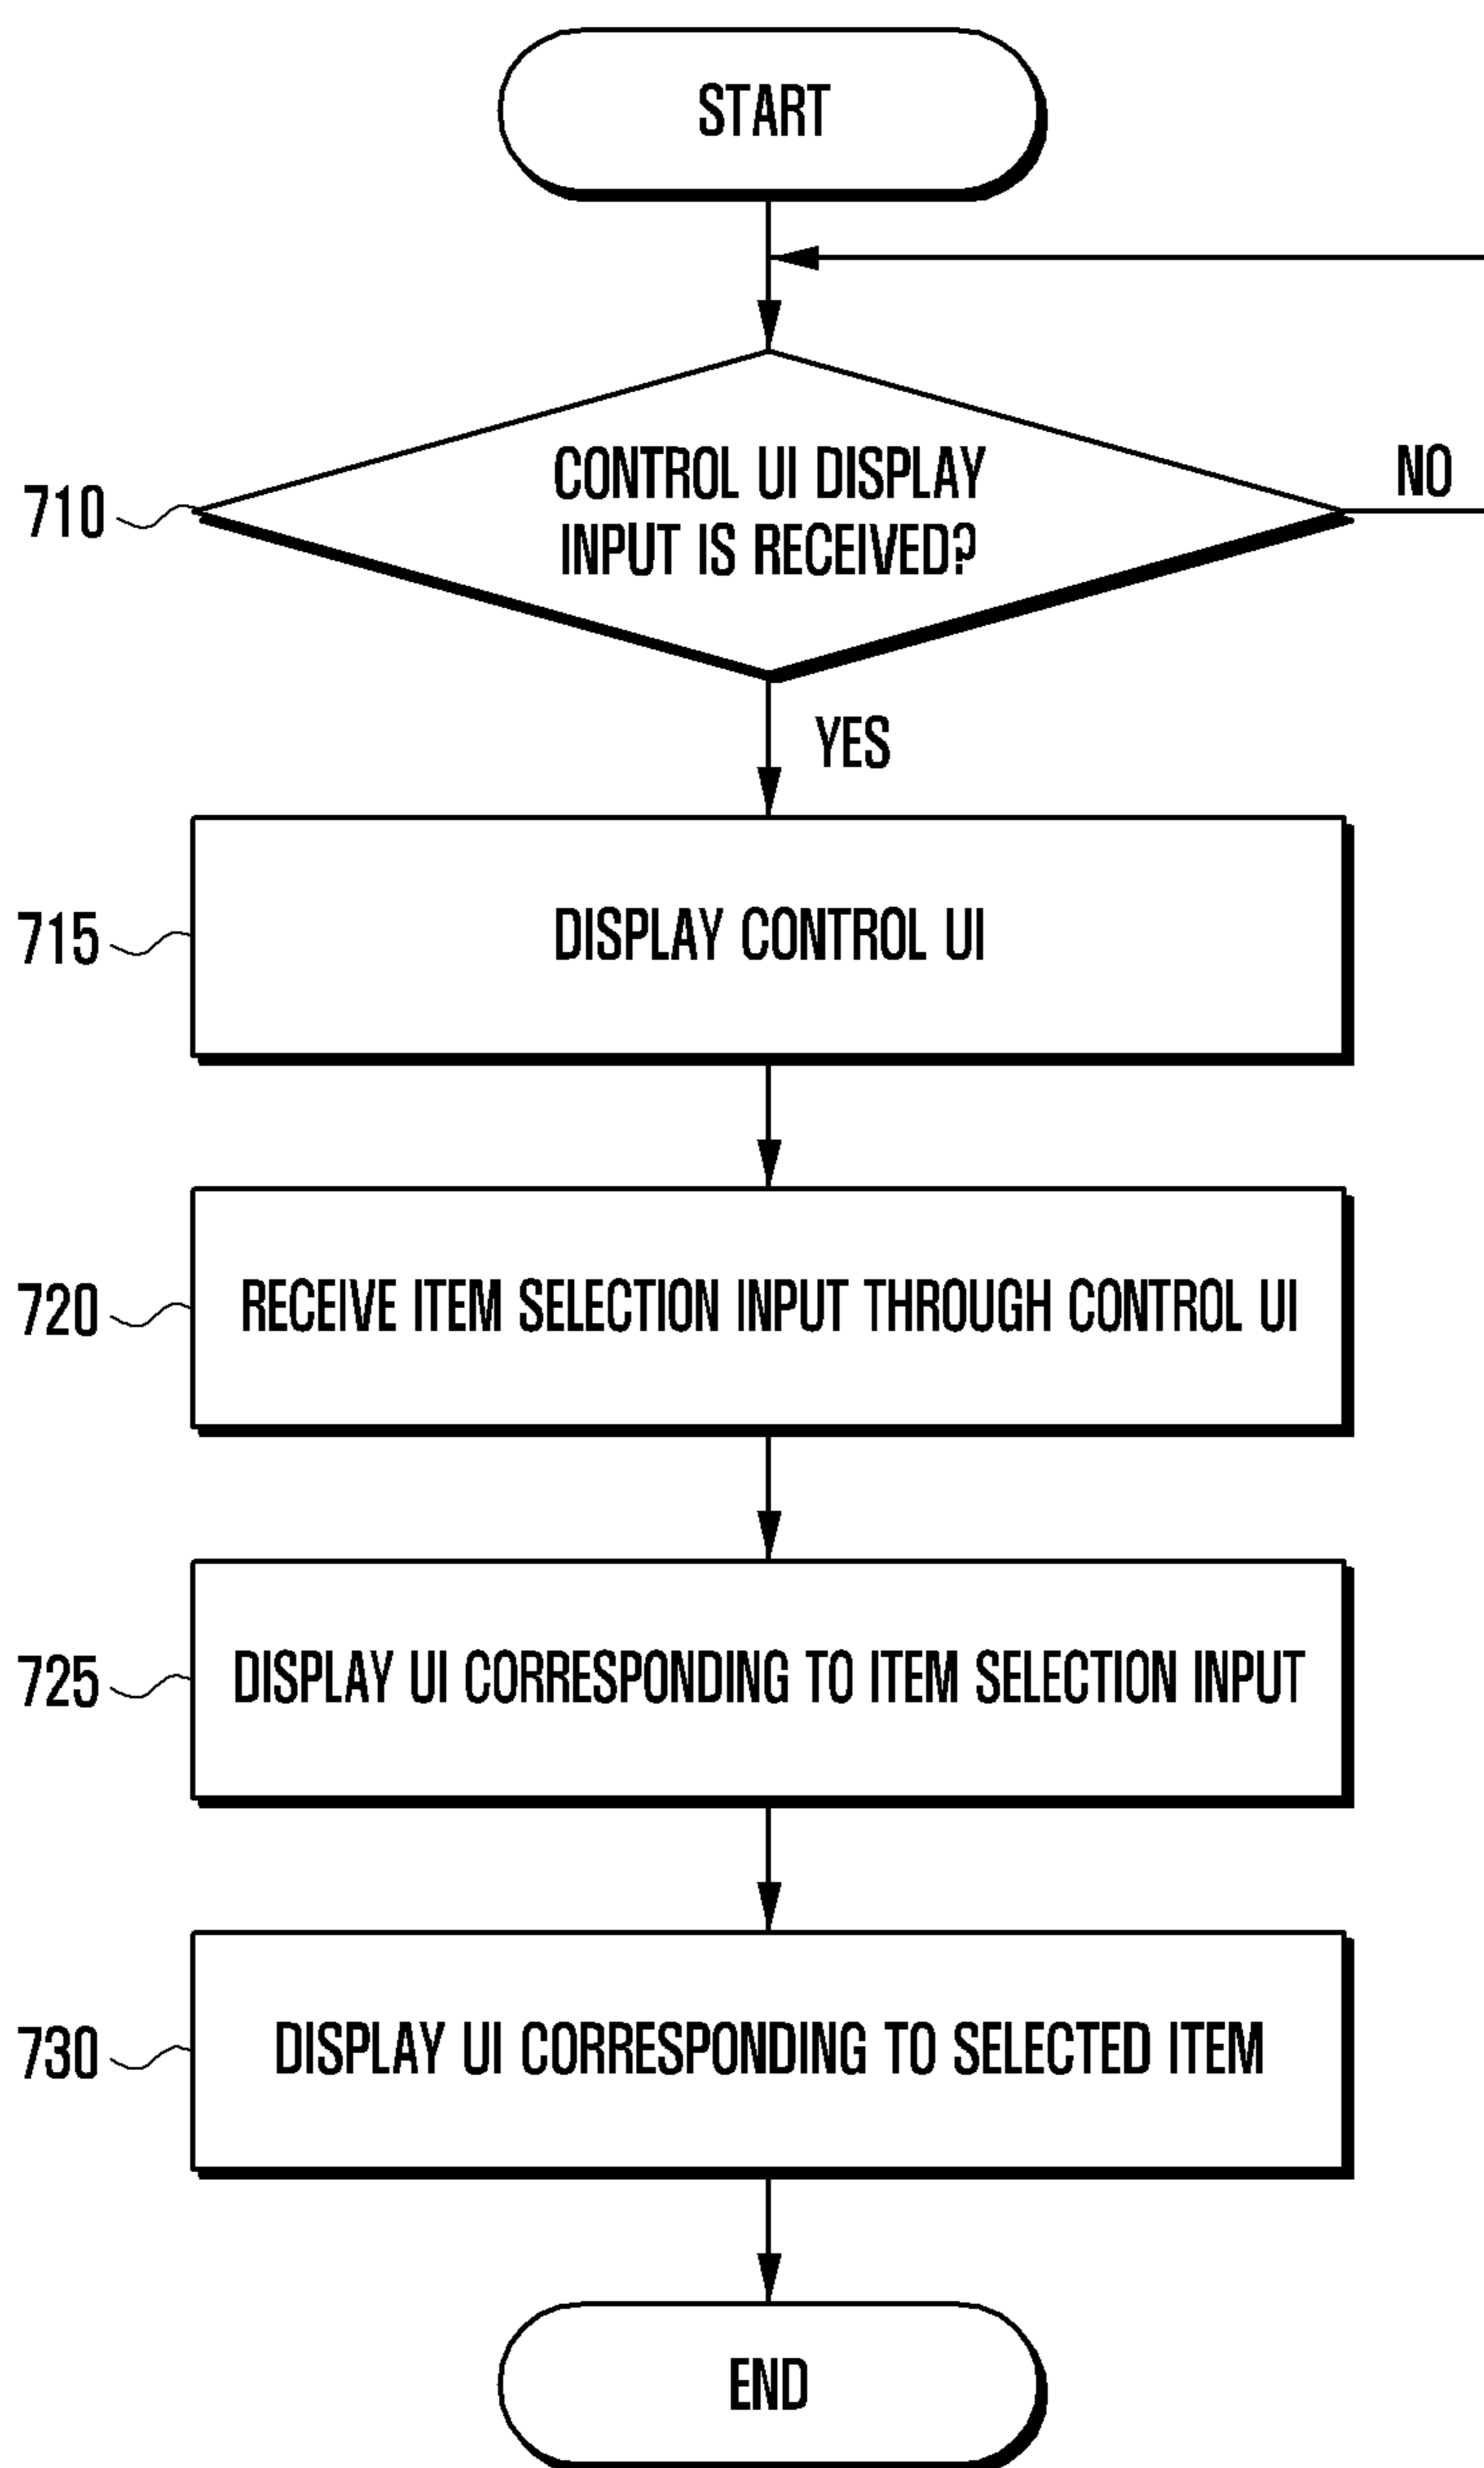 START
CONTROL UI DISPLAY
INPUT IS RECEIVED?
NO
710
YES
715
DISPLAY CONTROL UI
720
RECEIVE ITEM SELECTION INPUT THROUGH CONTROL UI
725
DISPLAY UI CORRESPONDING TO ITEM SELECTION INPUT
730
DISPLAY UI CORRESPONDING TO SELECTED ITEM
END